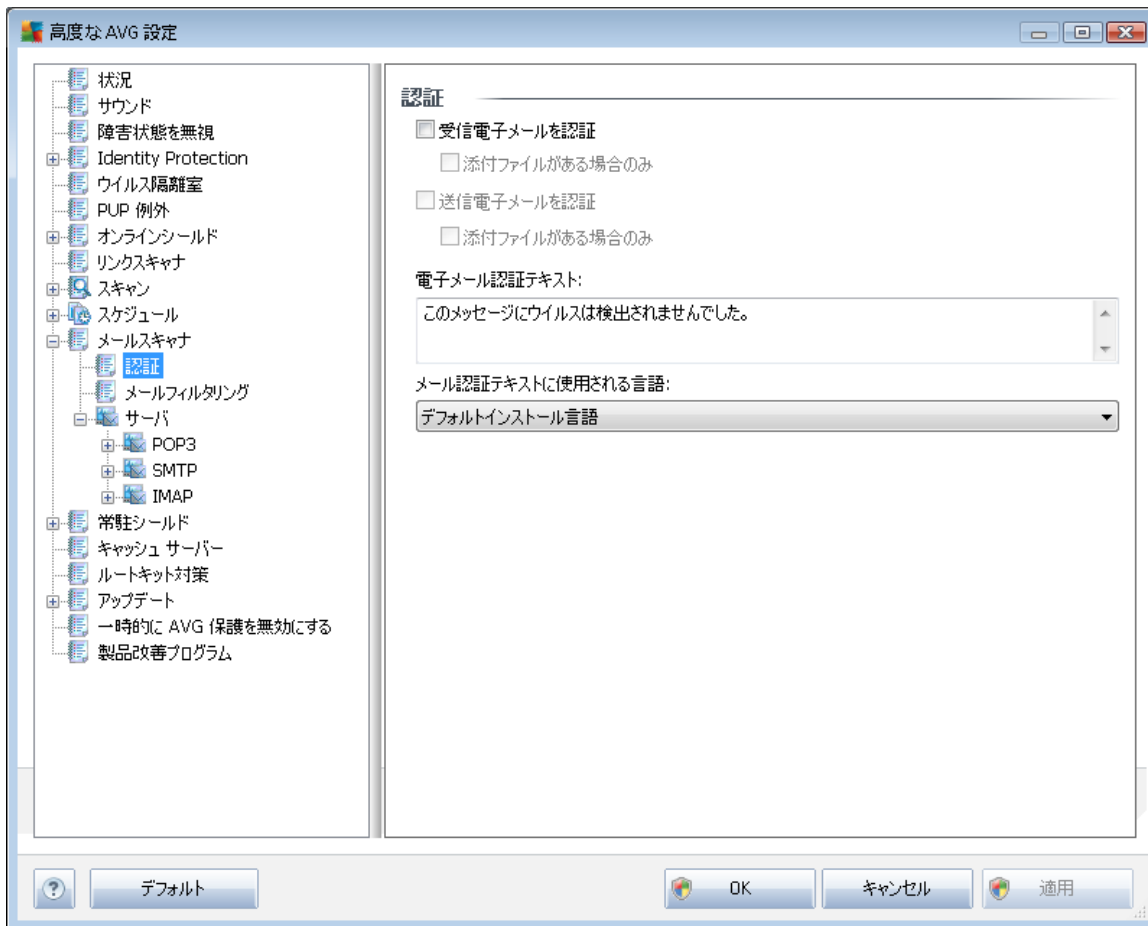 高度な AVG 設定
状況
サウンド
障害状態を無視
Identity Protection
ウイルス隔離室
PUP 例外
オンラインシールド
リンクスキャナ
スキャン
スケジュール
メールスキャナ
認証
メールフィルタリング
サーバ
POP3
SMTP
IMAP
常駐シールド
キャッシュ サーバー
ルートキット対策
アップデート
一時的に AVG 保護を無効にする
製品改善プログラム
認証
受信電子メールを認証
添付ファイルがある場合のみ
送信電子メールを認証
添付ファイルがある場合のみ
電子メール認証テキスト:
このメッセージにウイルスは検出されませんでした。
メール認証テキストに使用される言語:
デフォルトインストール言語
? デフォルト OK キャンセル 適用